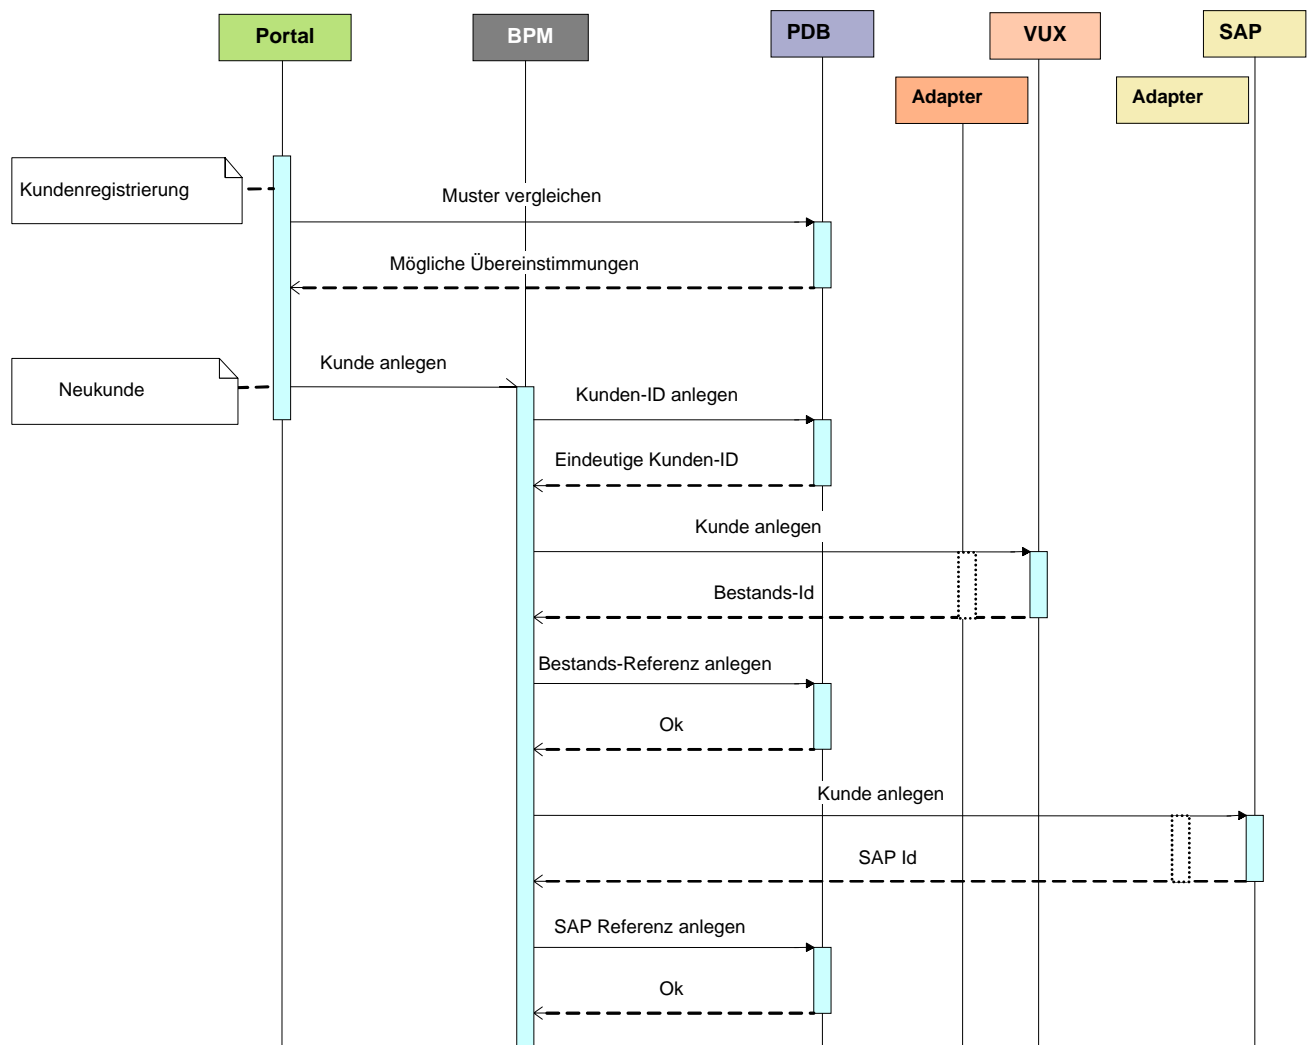 Portal
BPM
PDB
VUX
SAP
Adapter
Adapter
Kundenregistrierung
Muster vergleichen
Mögliche Übereinstimmungen
Neukunde
Kunde anlegen
Kunden-ID anlegen
Eindeutige Kunden-ID
Kunde anlegen
Bestands-Id
Bestands-Referenz anlegen
Ok
Kunde anlegen
SAP Id
SAP Referenz anlegen
Ok